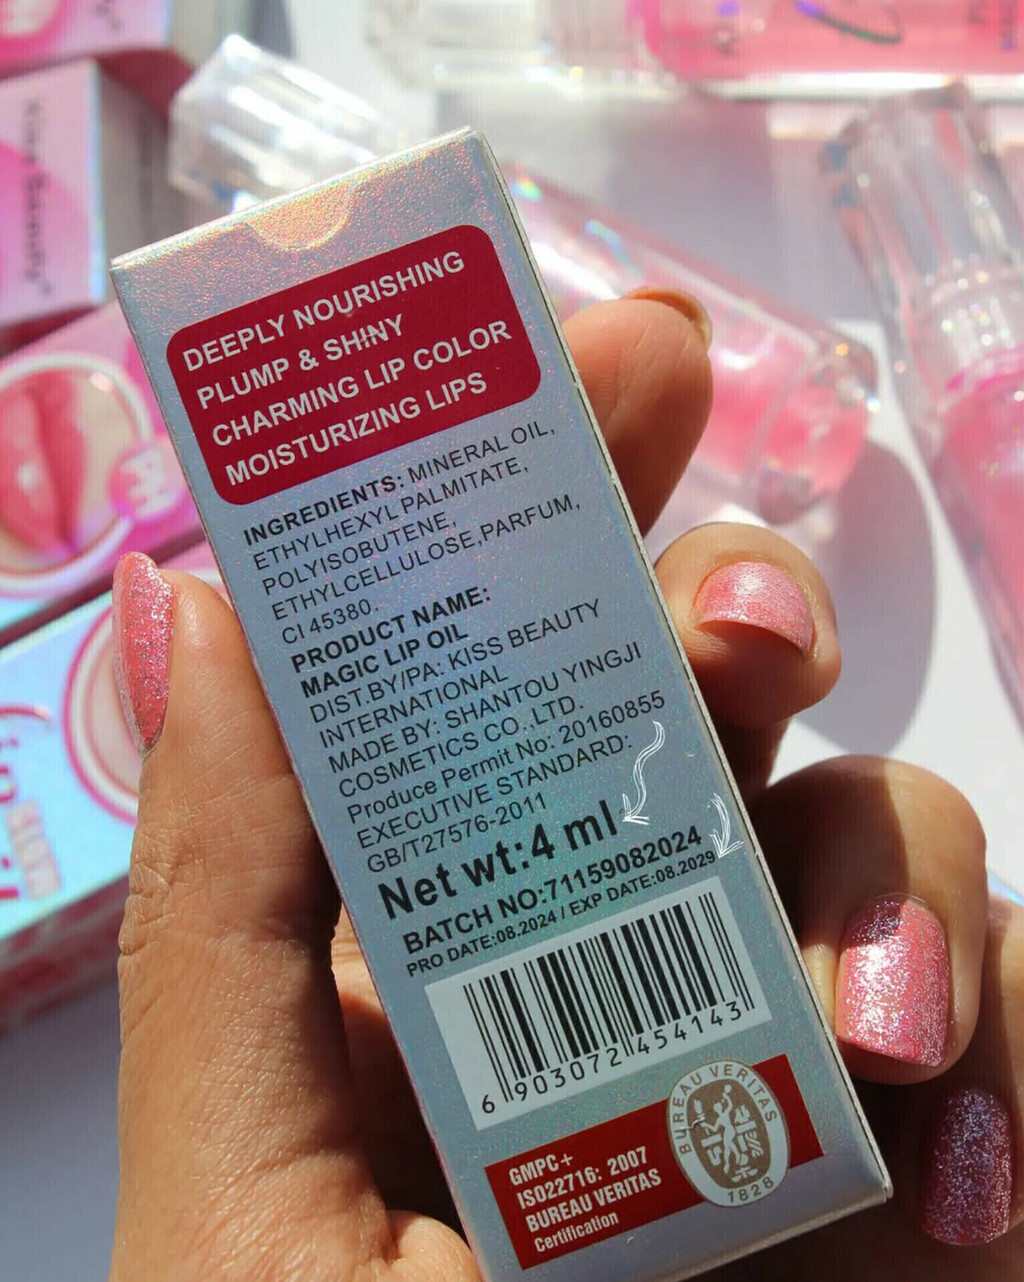 DEEPLY NOURISHING
PLUMP & SHINY
CHARMING LIP COLOR
MOISTURIZING LIPS
INGREDIENTS: MINERAL OIL,
ETHYLHEXYL PALMITATE,
POLYISOBUTENE,
ETHYLCELLULOSE,PARFUM,
CI 45380.
PRODUCT NAME:
MAGIC LIP OIL
DIST.BY/PA: KISS BEAUTY
INTERNATIONAL
MADE BY: SHANTOU YINGJI
COSMETICS CO.,LTD.
Produce Permit No: 20160855
EXECUTIVE STANDARD:
GB/T27576-2011
Net wt:4 ml
BATCH NO:71159082024
PRO DATE:08.2024 / EXP DATE:08.2029
6 903072 454143
GMPC+
ISO22716: 2007
BUREAU VERITAS
Certification
BUREAU VERITAS
1828
Kiss Beauty